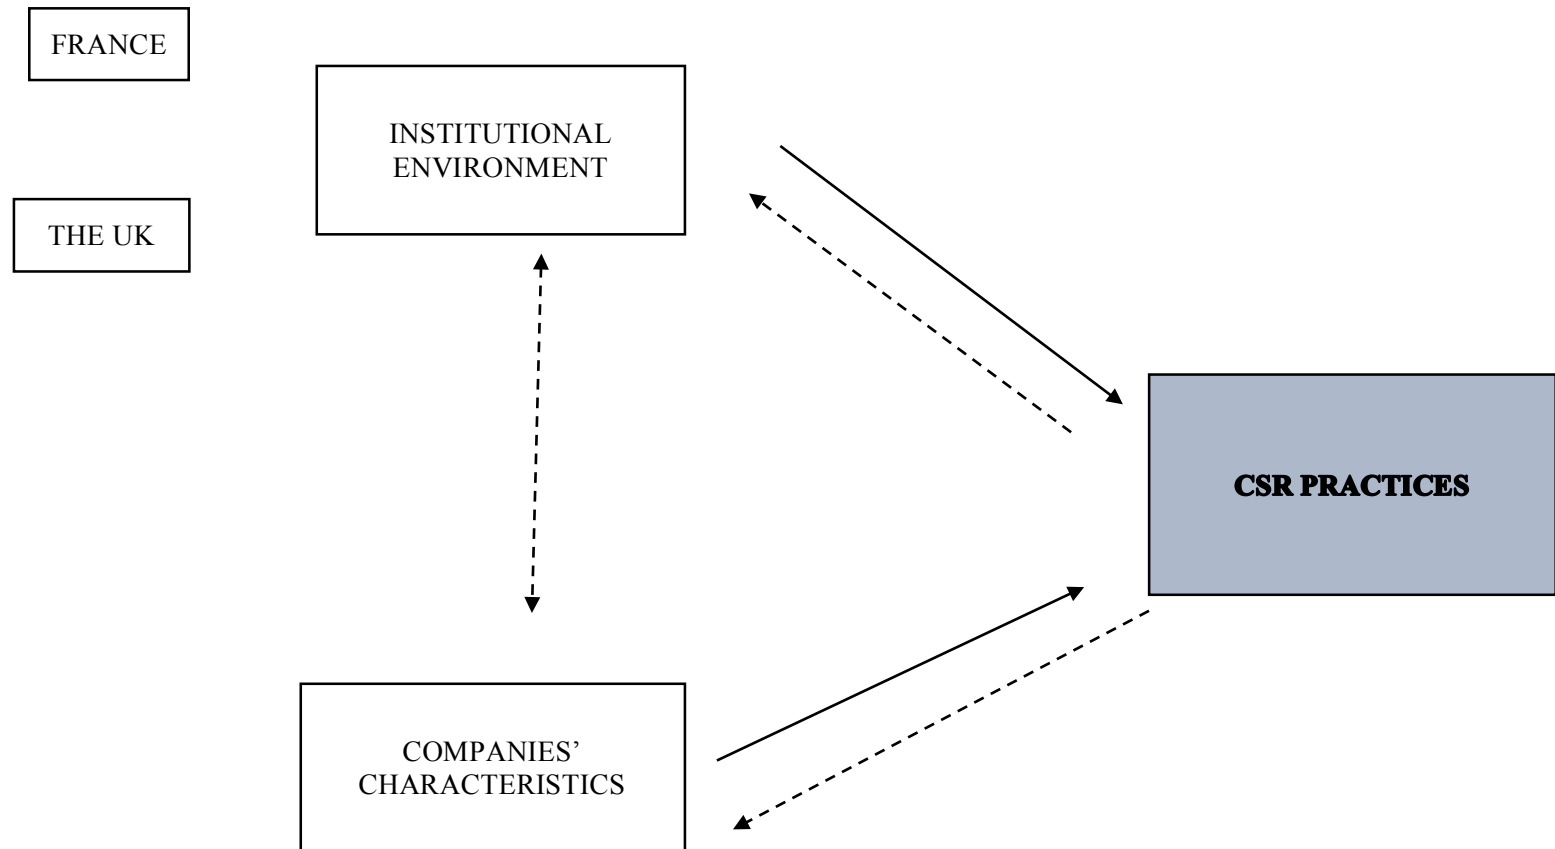 FRANCE
INSTITUTIONAL
ENVIRONMENT
THE UK
CSR PRACTICES
COMPANIES’
CHARACTERISTICS